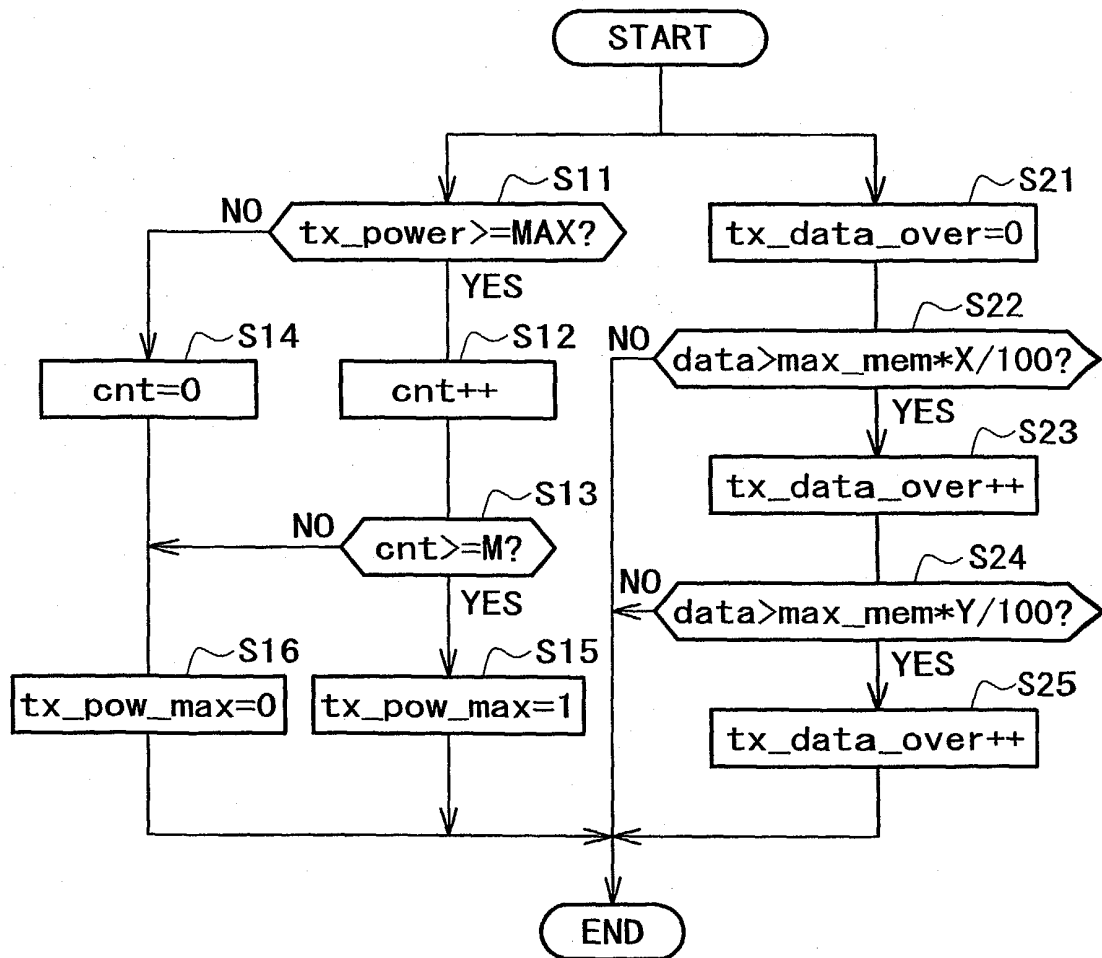 START
S11
S21
NO
tx_power>=MAX?
tx_data_over=0
YES
S22
S14
S12
NO
data>max_mem*X/100?
cnt=0
cnt++
YES
S23
tx_data_over++
S13
NO
cnt>=M?
S24
NO
data>max_mem*Y/100?
YES
S16
S15
YES
S25
tx_pow_max=0
tx_pow_max=1
tx_data_over++
END